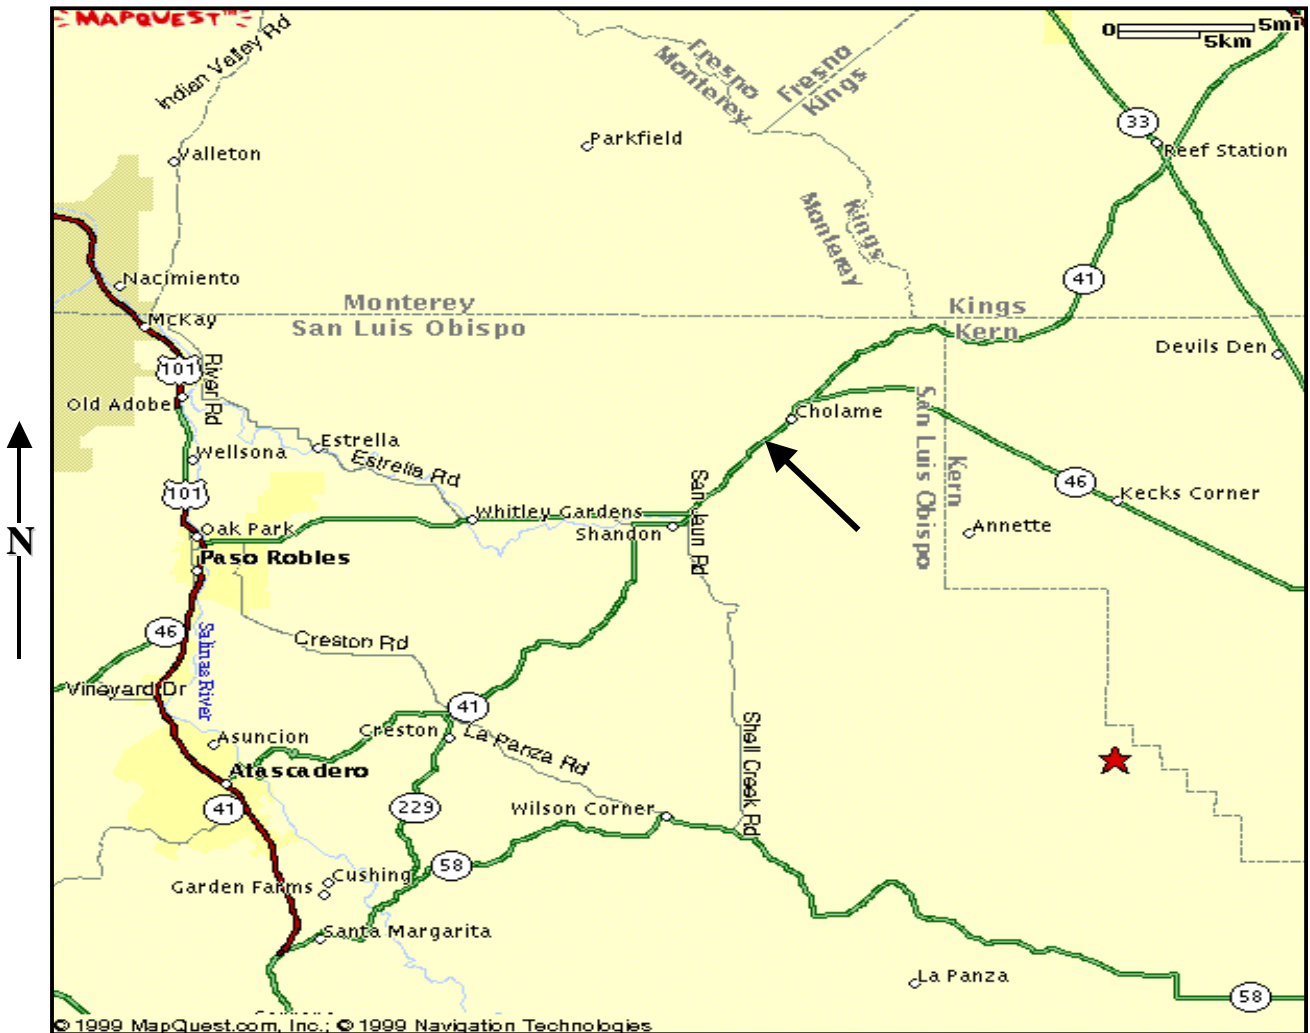 MAPQUEST™
0 5mi
5km
Indian Valley Rd
Fresno
Monterey
Fresno
Kings
33
Parkfield
Reef Station
Valleton
Kings
Monterey
Nacimiento
41
Monterey
San Luis Obispo
Kings
Kern
McKay
101
River Rd
Devils Den
Old Adobe
Cholame
San Luis Obispo
Kern
Estrella
Estrella Rd
Wellsona
San Jaun Rd
46
Kecks Corner
101
Whitley Gardens
Oak Park
Shandon
Annette
N
Paso Robles
46
Salinas River
Creston Rd
Vineyard Dr
41
Asuncion
Creston
La Panza Rd
Shell Creek Rd
Atascadero
41
229
Wilson Corner
58
Cushing
Garden Farms
Santa Margarita
La Panza
58
© 1999 MapQuest.com, Inc.; © 1999 Navigation Technologies